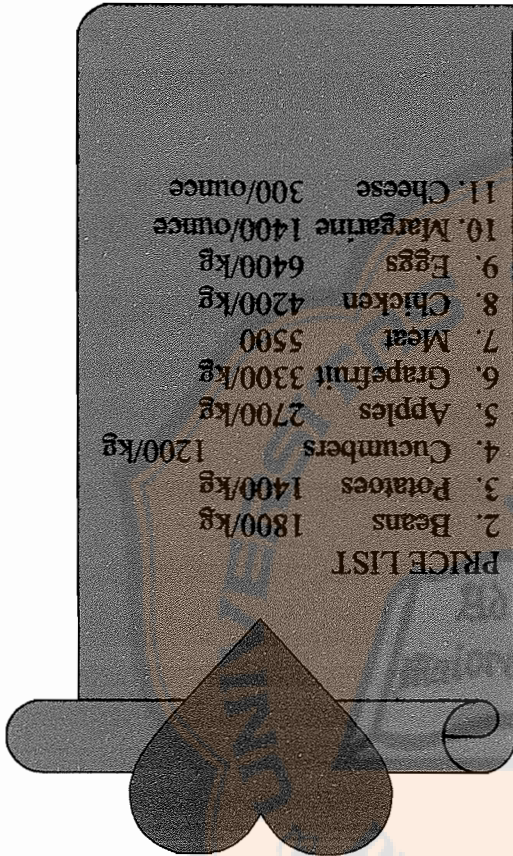 PRICE LIST
2. Beans 1800/kg
3. Potatoes 1400/kg
4. Cucumbers 1200/kg
5. Apples 2700/kg
6. Grapefruit 3300/kg
7. Meat 5500
8. Chicken 4200/kg
9. Eggs 6400/kg
10. Margarine 1400/ounce
11. Cheese 300/ounce